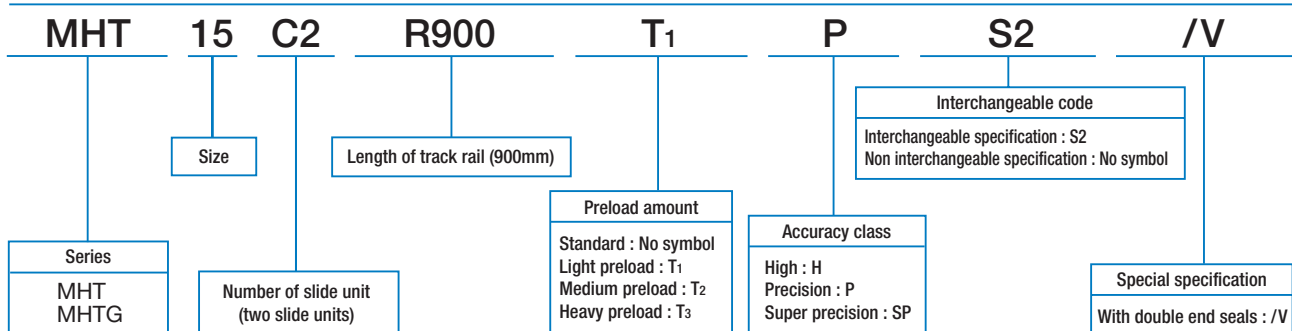 MHT 15 C2 R900 T1 P S2 /V
Interchangeable code
Interchangeable specification : S2
Non interchangeable specification : No symbol
Size
Length of track rail (900mm)
Preload amount
Standard : No symbol
Light preload : T1
Medium preload : T2
Heavy preload : T3
Accuracy class
High : H
Precision : P
Super precision : SP
Series
MHT
MHTG
Number of slide unit
(two slide units)
Special specification
With double end seals : /V